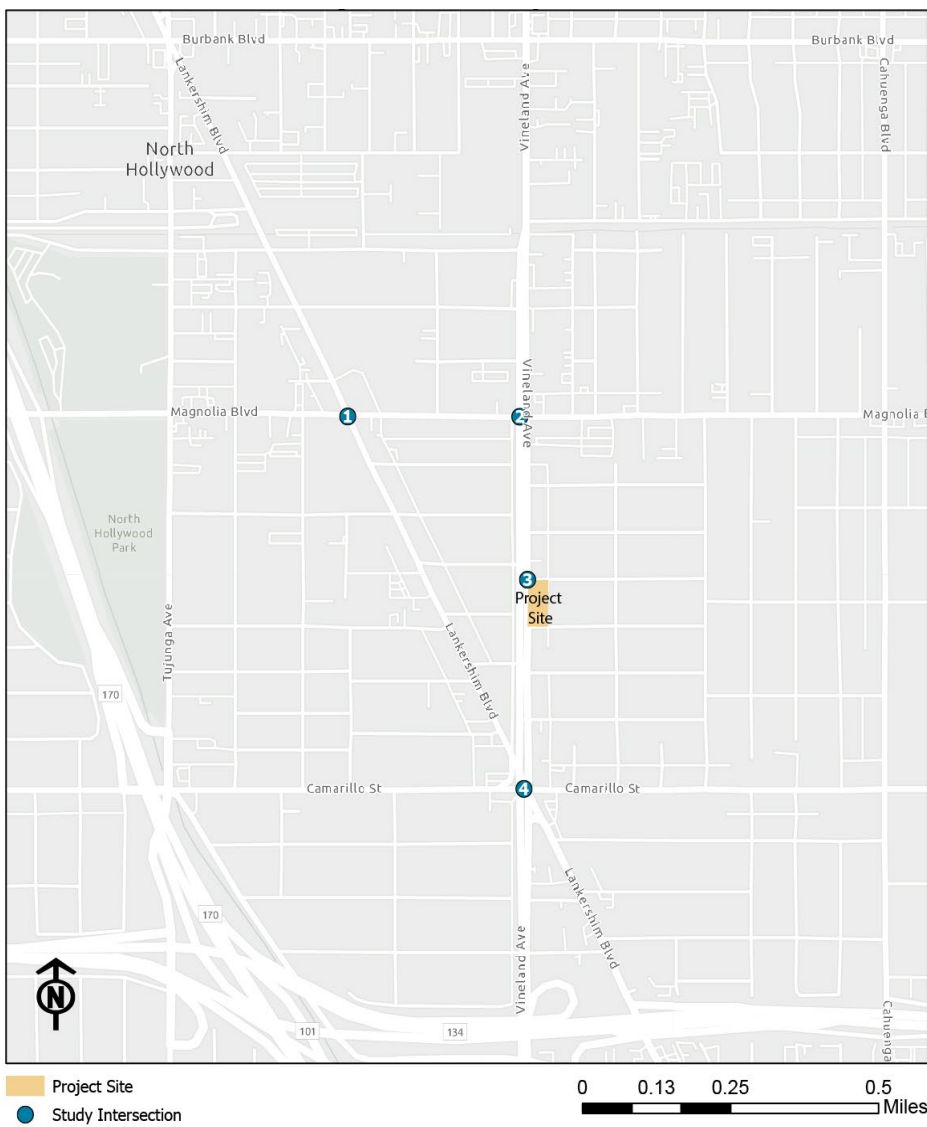 Burbank Blvd
Burbank Blvd
Lankershim Blvd
Vineland Ave
Cahuenga Blvd
North
Hollywood
Vineland Ave
Magnolia Blvd
1
2
Magnolia B
North
Hollywood
Park
3
Project
Site
Tujunga Ave
Lankershim Blvd
170
Camarillo St
4
Camarillo St
Lankershim Blvd
170
Vineland Ave
N
101
134
Cahuenga
Project Site
Study Intersection
0 0.13 0.25 0.5
Miles